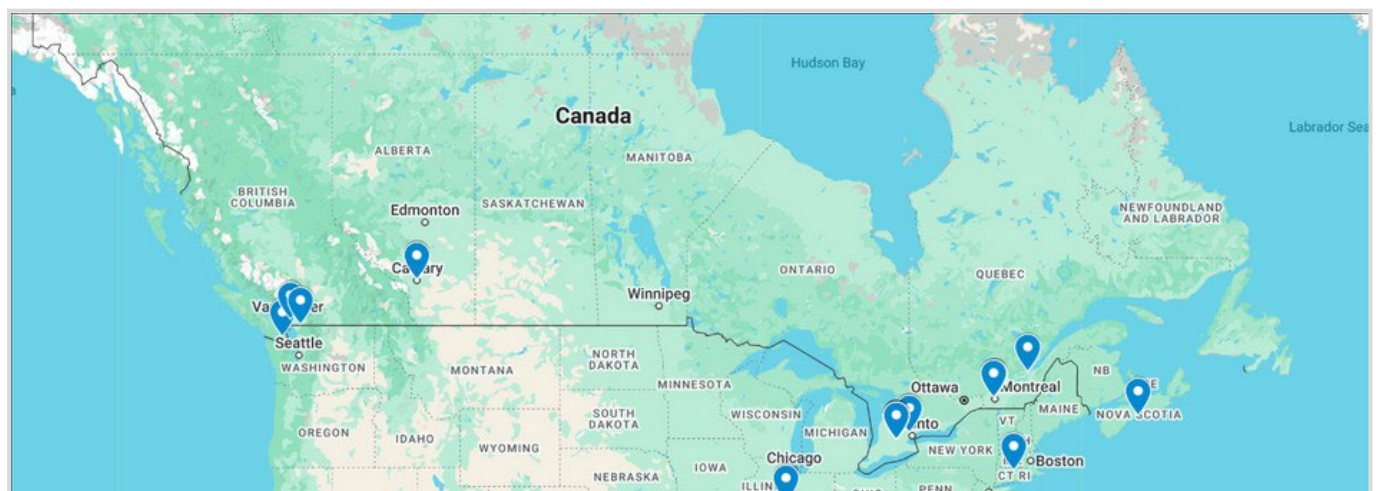 Hudson Bay
Canada
Labrador Sea
ALBERTA
MANITOBA
BRITISH
COLUMBIA
SASKATCHEWAN
NEWFOUNDLAND
AND LABRADOR
Edmonton
ONTARIO
QUEBEC
Winnipeg
Seattle
WASHINGTON
NORTH
DAKOTA
MONTANA
MINNESOTA
Ottawa
Montreal
NB
MAINE
NOVA SCOTIA
SOUTH
DAKOTA
WISCONSIN
MICHIGAN
VT
OREGON
IDAHO
WYOMING
NEW YORK
Chicago
IOWA
Boston
CT RI
NEBRASKA